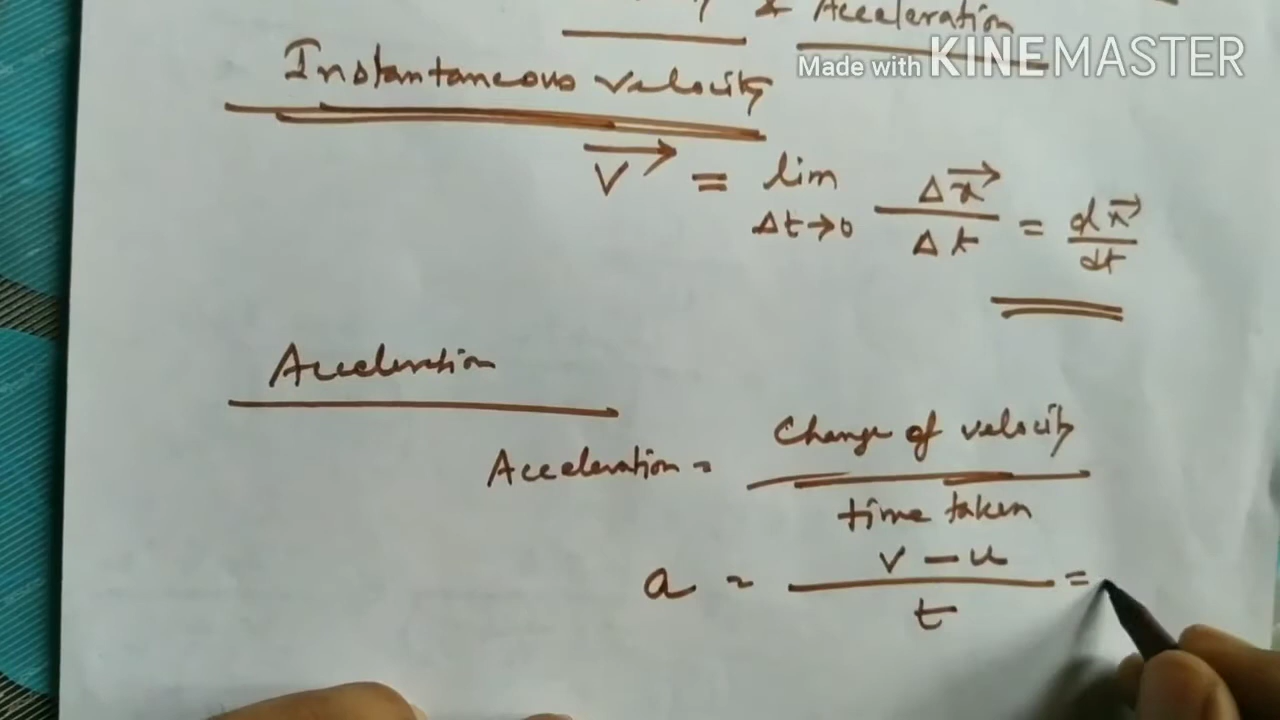 & Acceleration
Made with KINEMASTER
Instantaneous velocity
V⃗ = lim Δt→0 Δx⃗ / Δt = dx⃗ / dt
Acceleration
Acceleration = Change of velocity / time taken
a = v - u / t =